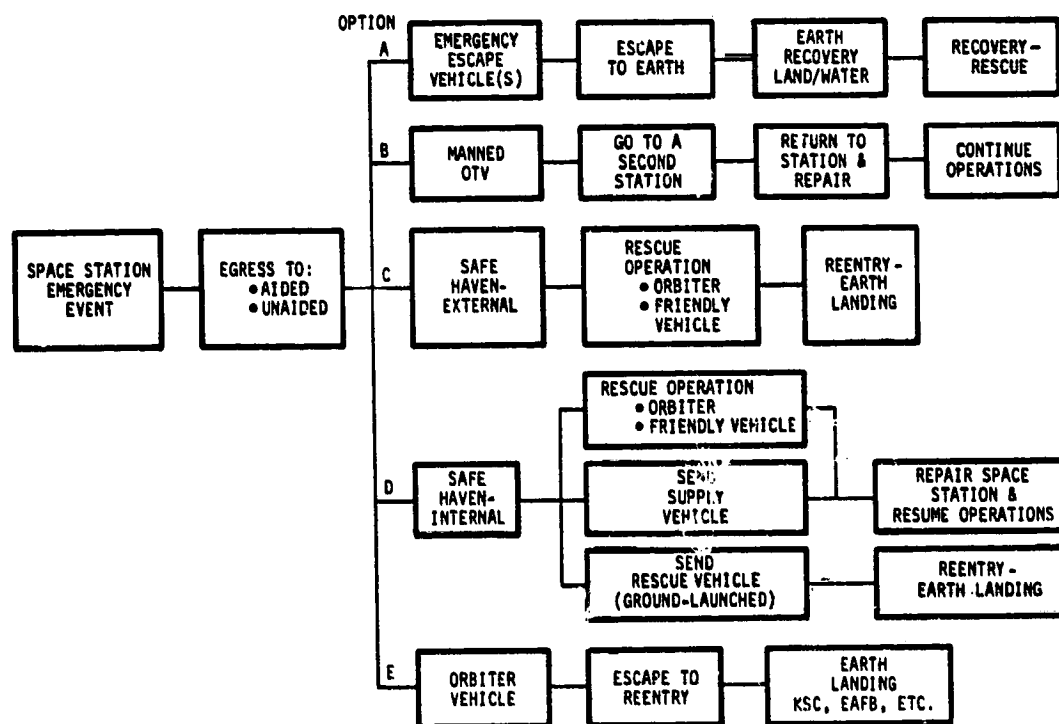 OPTION
A
EMERGENCY
ESCAPE
VEHICLE(S)
ESCAPE
TO EARTH
EARTH
RECOVERY
LAND/WATER
RECOVERY-
RESCUE
B
MANNED
OTV
GO TO A
SECOND
STATION
RETURN TO
STATION &
REPAIR
CONTINUE
OPERATIONS
SPACE STATION
EMERGENCY
EVENT
EGRESS TO:
• AIDED
• UNAIDED
C
SAFE
HAVEN-
EXTERNAL
RESCUE
OPERATION
• ORBITER
• FRIENDLY
VEHICLE
REENTRY-
EARTH
LANDING
D
SAFE
HAVEN-
INTERNAL
RESCUE OPERATION
• ORBITER
• FRIENDLY VEHICLE
SEND
SUPPLY
VEHICLE
REPAIR SPACE
STATION &
RESUME OPERATIONS
SEND
RESCUE VEHICLE
(GROUND-LAUNCHED)
REENTRY-
EARTH LANDING
E
ORBITER
VEHICLE
ESCAPE TO
REENTRY
EARTH
LANDING
KSC, EAFB, ETC.